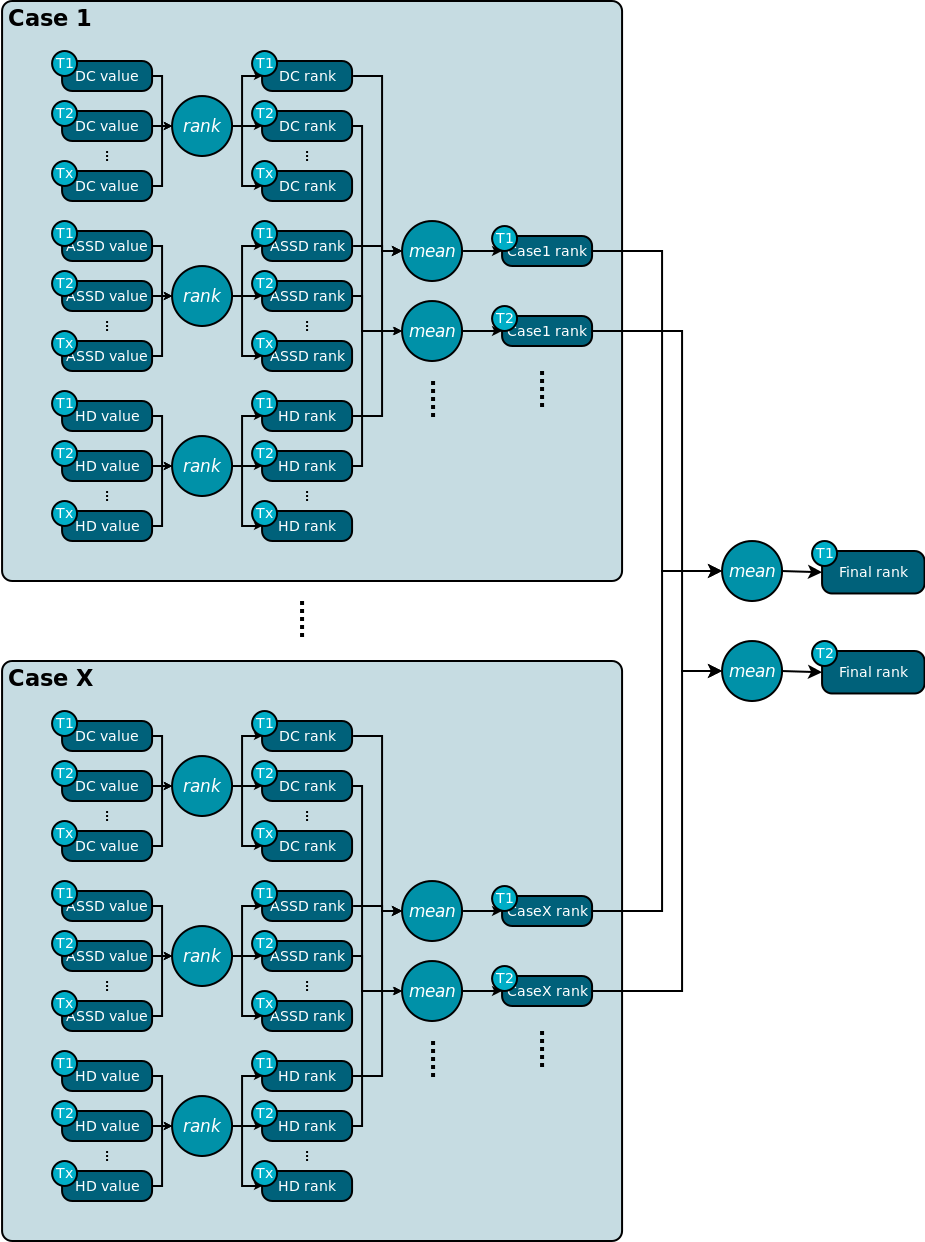 Case 1
T1
DC value
T2
DC value
Tx
DC value
rank
T1
DC rank
T2
DC rank
Tx
DC rank
T1
ASSD value
T2
ASSD value
Tx
ASSD value
rank
T1
ASSD rank
T2
ASSD rank
Tx
ASSD rank
T1
HD value
T2
HD value
Tx
HD value
rank
T1
HD rank
T2
HD rank
Tx
HD rank
mean
T1
Case1 rank
mean
T2
Case1 rank
Case X
T1
DC value
T2
DC value
Tx
DC value
rank
T1
DC rank
T2
DC rank
Tx
DC rank
T1
ASSD value
T2
ASSD value
Tx
ASSD value
rank
T1
ASSD rank
T2
ASSD rank
Tx
ASSD rank
T1
HD value
T2
HD value
Tx
HD value
rank
T1
HD rank
T2
HD rank
Tx
HD rank
mean
T1
CaseX rank
mean
T2
CaseX rank
mean
T1
Final rank
mean
T2
Final rank